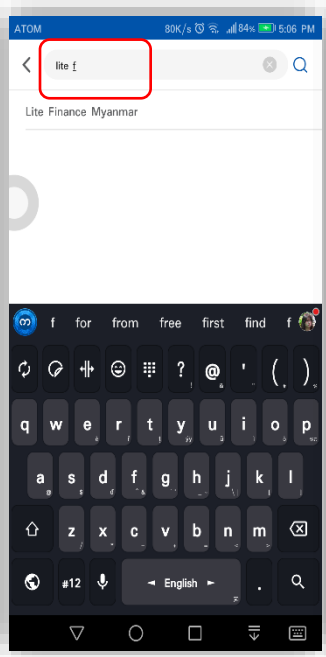 ATOM 80K/s 84% 5:06 PM
lite f
Lite Finance Myanmar
f for from free first find f
? ! @ ' ( )
q w e r t y u i o p
a s d f g h j k l
z x c v b n m
#12 English .